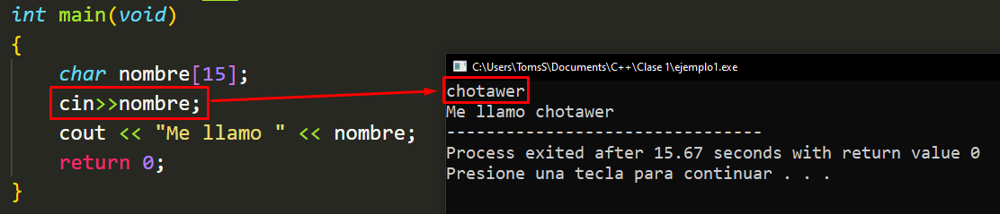 int main(void)
{
char nombre[15];
cin>>nombre;
cout << "Me llamo " << nombre;
return 0;
}
C:\Users\TomsS\Documents\C++\Clase 1\ejemplo1.exe
chotawer
Me llamo chotawer
--------------------------------
Process exited after 15.67 seconds with return value 0
Presione una tecla para continuar . . .